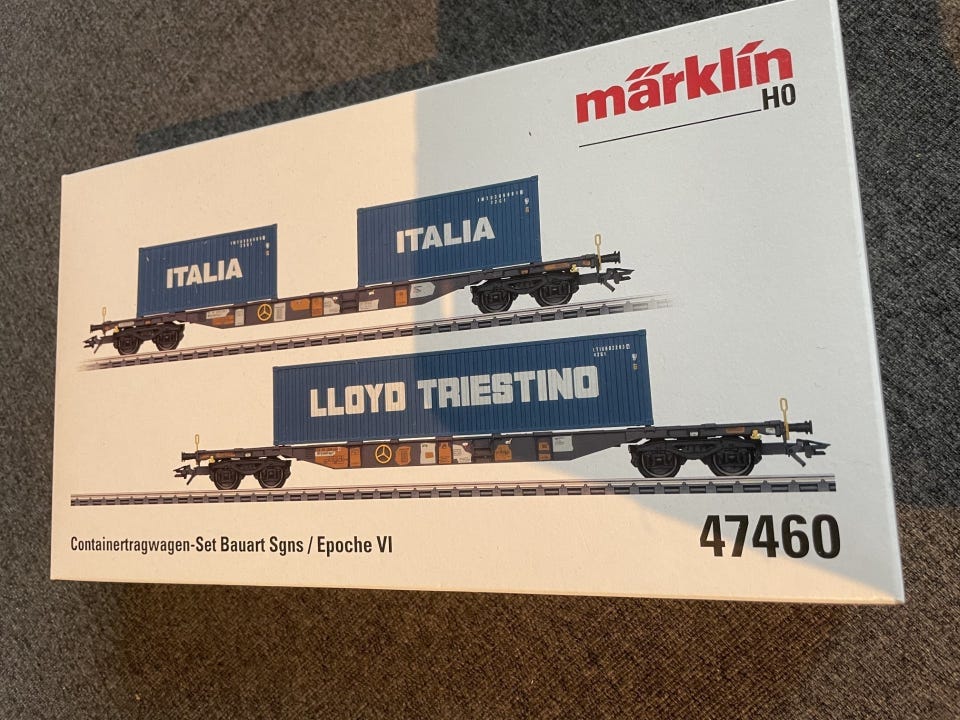 märklin
H0
ITALIA
ITALIA
LLOYD TRIESTINO
Containertragwagen-Set Bauart Sgns / Epoche VI
47460